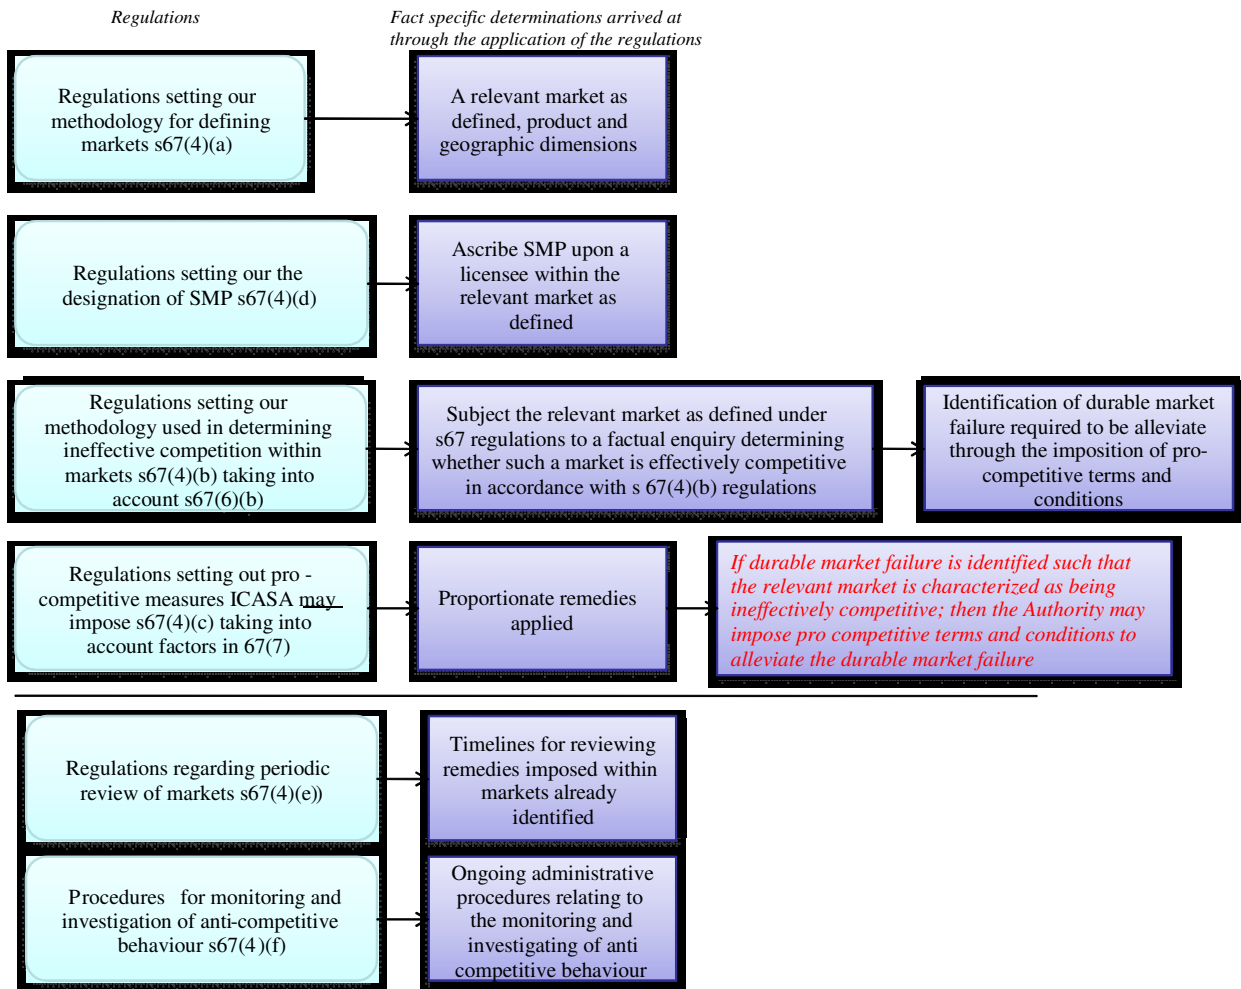 Regulations
Fact specific determinations arrived at
through the application of the regulations
Regulations setting our
methodology for defining
markets s67(4)(a)
A relevant market as
defined, product and
geographic dimensions
Regulations setting our the
designation of SMP s67(4)(d)
Ascribe SMP upon a
licensee within the
relevant market as
defined
Regulations setting our
methodology used in determining
ineffective competition within
markets s67(4)(b) taking into
account s67(6)(b)
Subject the relevant market as defined under
s67 regulations to a factual enquiry determining
whether such a market is effectively competitive
in accordance with s 67(4)(b) regulations
Identification of durable market
failure required to be alleviate
through the imposition of pro-
competitive terms and
conditions
Regulations setting out pro -
competitive measures ICASA may
impose s67(4)(c) taking into
account factors in 67(7)
Proportionate remedies
applied
If durable market failure is identified such that
the relevant market is characterized as being
ineffectively competitive; then the Authority may
impose pro competitive terms and conditions to
alleviate the durable market failure
Regulations regarding periodic
review of markets s67(4)(e))
Timelines for reviewing
remedies imposed within
markets already
identified
Procedures for monitoring and
investigation of anti-competitive
behaviour s67(4)(f)
Ongoing administrative
procedures relating to
the monitoring and
investigating of anti
competitive behaviour